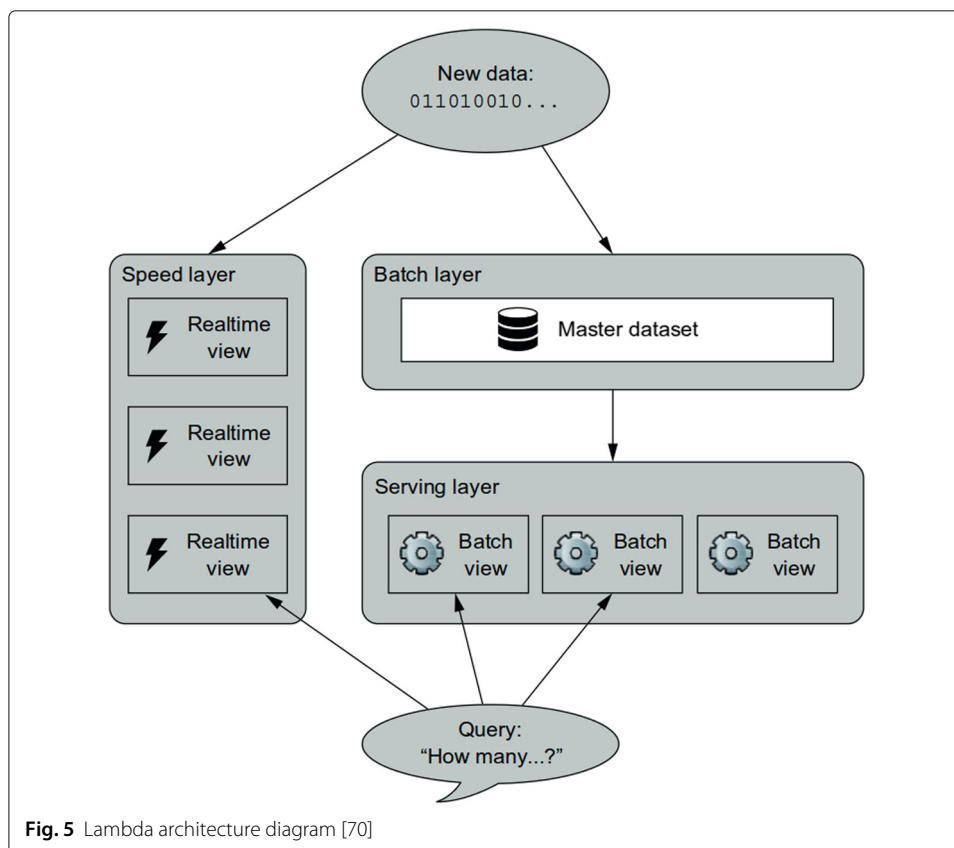 New data:
011010010...
Speed layer
Realtime
view
Realtime
view
Realtime
view
Batch layer
Master dataset
Serving layer
Batch
view
Batch
view
Batch
view
Query:
“How many...?”
Fig. 5 Lambda architecture diagram [70]